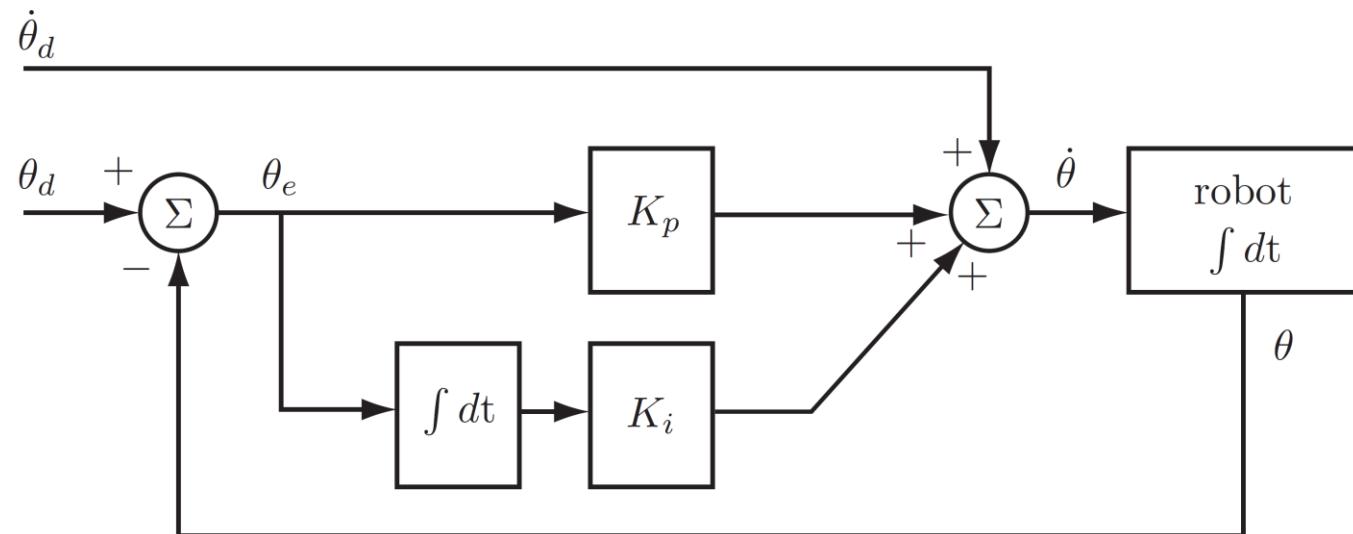 θ̇_d
θ_d + Σ − θ_e K_p + + + Σ θ̇ robot ∫ dt
∫ dt K_i θ